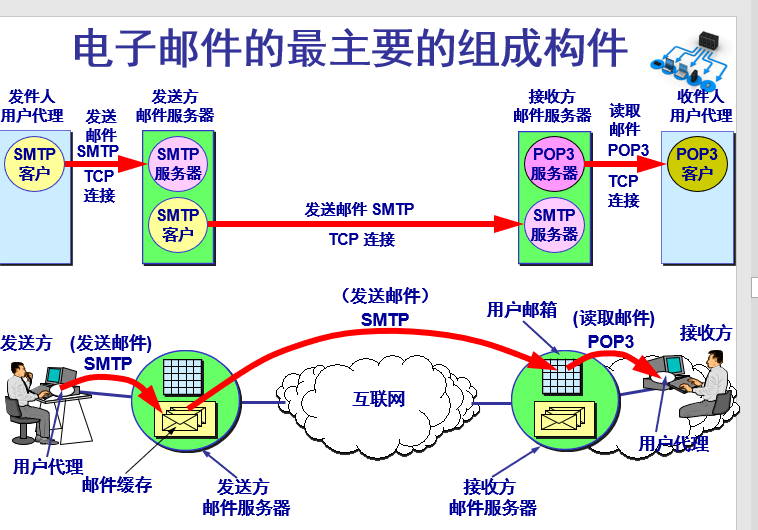 电子邮件的最主要的组成构件
发件人
用户代理
发送
邮件
SMTP
TCP
连接
发送方
邮件服务器
接收方
邮件服务器
读取
邮件
POP3
TCP
连接
收件人
用户代理
SMTP
客户
SMTP
服务器
SMTP
客户
发送邮件 SMTP
TCP 连接
POP3
服务器
SMTP
服务器
POP3
客户
(发送邮件)
SMTP
用户邮箱
(读取邮件)
POP3
接收方
发送方
(发送邮件)
SMTP
互联网
用户代理
邮件缓存
发送方
邮件服务器
接收方
邮件服务器
用户代理